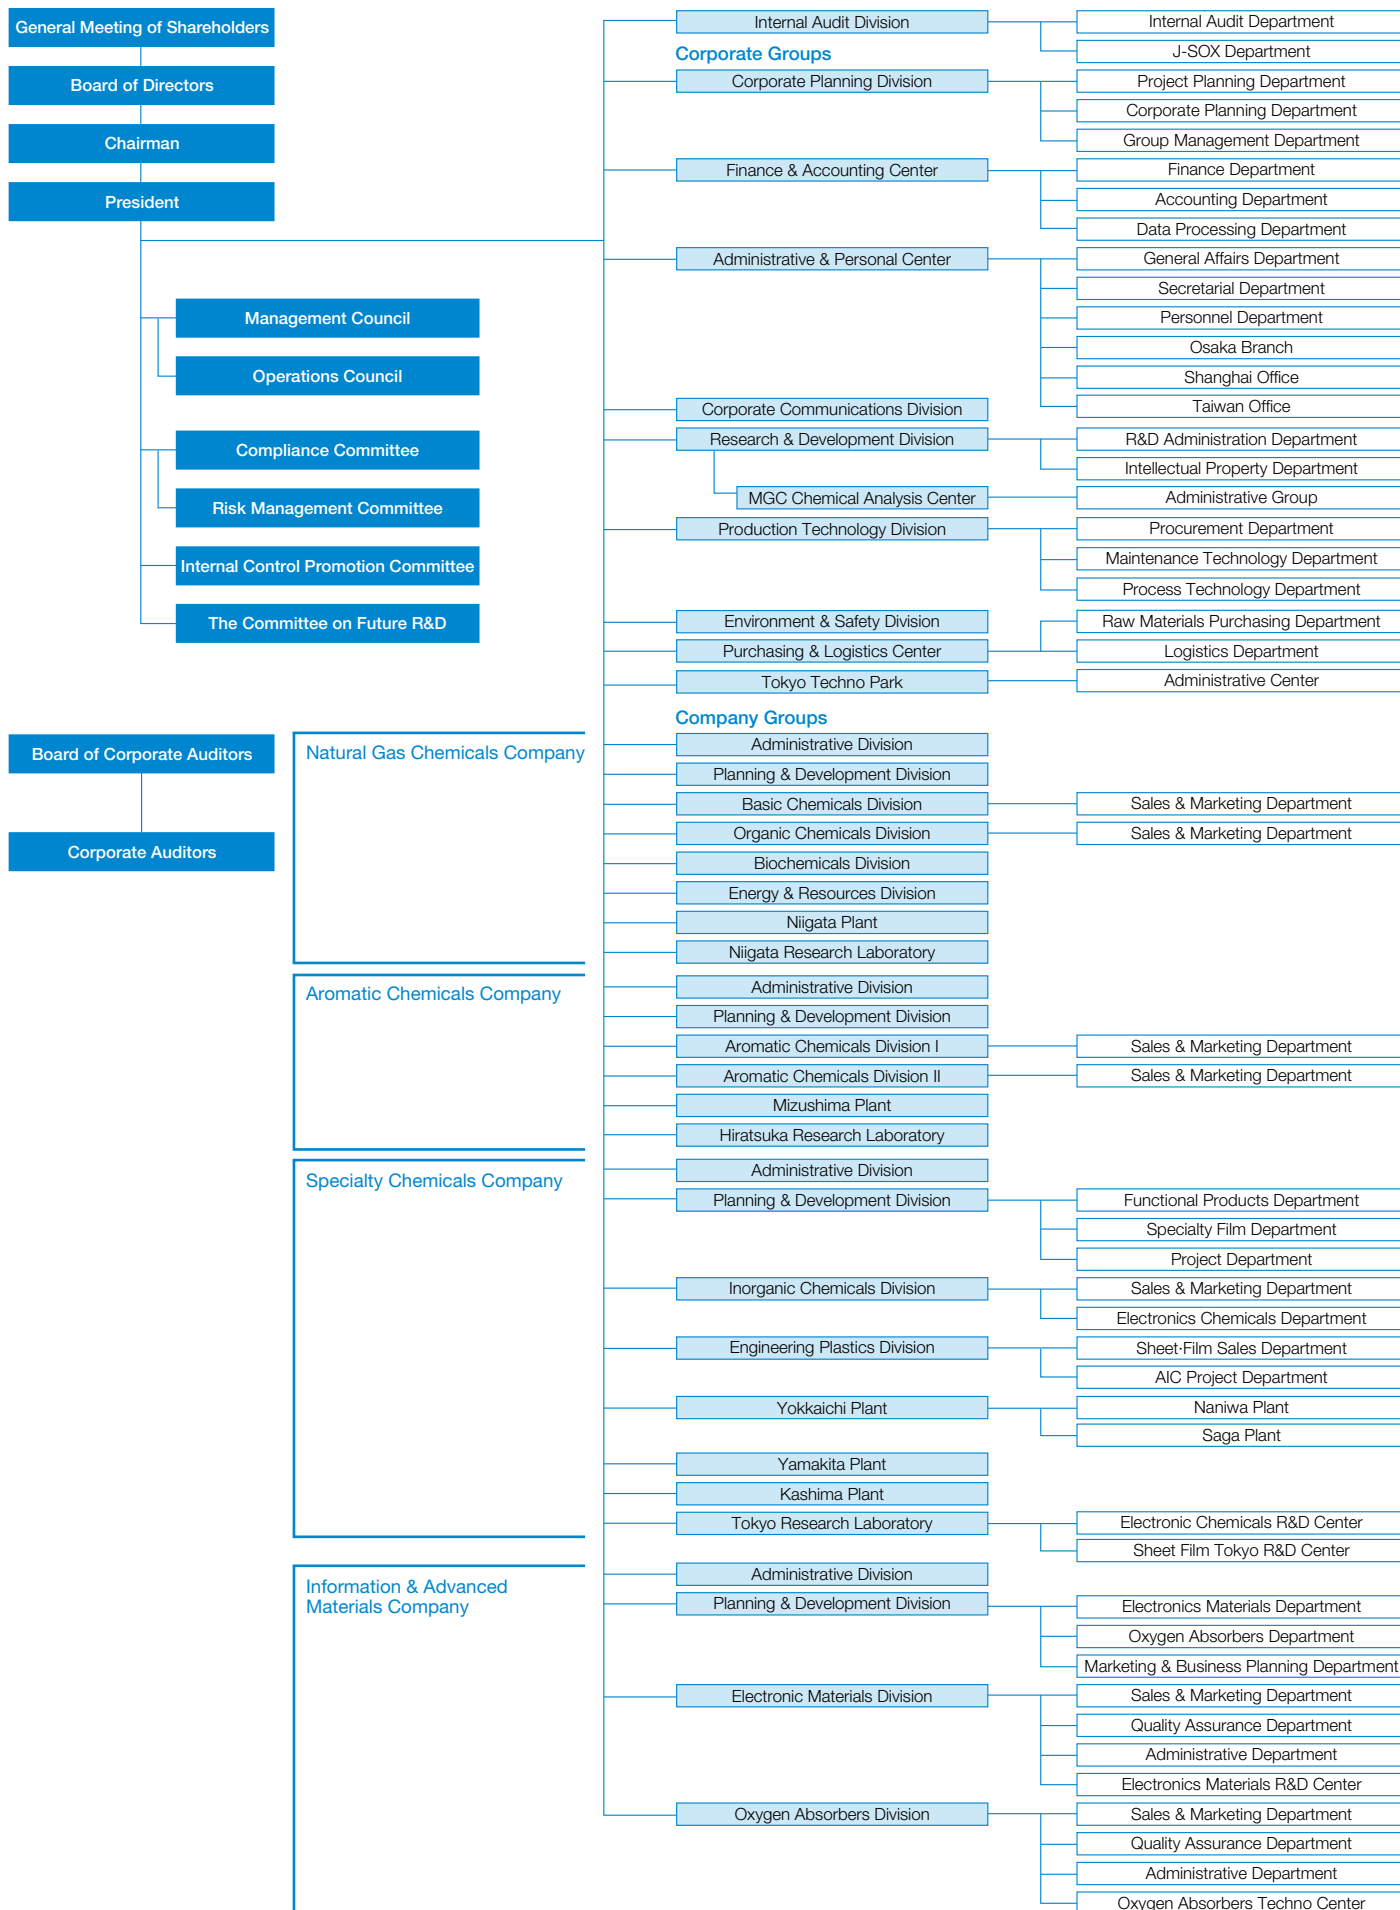 General Meeting of Shareholders
Board of Directors
Chairman
President
Management Council
Operations Council
Compliance Committee
Risk Management Committee
Internal Control Promotion Committee
The Committee on Future R&D
Board of Corporate Auditors
Corporate Auditors
Internal Audit Division
Internal Audit Department
J-SOX Department
Corporate Groups
Corporate Planning Division
Project Planning Department
Corporate Planning Department
Group Management Department
Finance & Accounting Center
Finance Department
Accounting Department
Data Processing Department
Administrative & Personal Center
General Affairs Department
Secretarial Department
Personnel Department
Osaka Branch
Shanghai Office
Taiwan Office
Corporate Communications Division
Research & Development Division
R&D Administration Department
Intellectual Property Department
MGC Chemical Analysis Center
Administrative Group
Production Technology Division
Procurement Department
Maintenance Technology Department
Process Technology Department
Environment & Safety Division
Purchasing & Logistics Center
Raw Materials Purchasing Department
Logistics Department
Tokyo Techno Park
Administrative Center
Company Groups
Natural Gas Chemicals Company
Administrative Division
Planning & Development Division
Basic Chemicals Division
Sales & Marketing Department
Organic Chemicals Division
Sales & Marketing Department
Biochemicals Division
Energy & Resources Division
Niigata Plant
Niigata Research Laboratory
Aromatic Chemicals Company
Administrative Division
Planning & Development Division
Aromatic Chemicals Division I
Sales & Marketing Department
Aromatic Chemicals Division II
Sales & Marketing Department
Mizushima Plant
Hiratsuka Research Laboratory
Specialty Chemicals Company
Administrative Division
Planning & Development Division
Functional Products Department
Specialty Film Department
Project Department
Inorganic Chemicals Division
Sales & Marketing Department
Electronics Chemicals Department
Engineering Plastics Division
Sheet·Film Sales Department
AIC Project Department
Yokkaichi Plant
Naniwa Plant
Saga Plant
Yamakita Plant
Kashima Plant
Tokyo Research Laboratory
Electronic Chemicals R&D Center
Sheet Film Tokyo R&D Center
Information & Advanced
Materials Company
Administrative Division
Planning & Development Division
Electronics Materials Department
Oxygen Absorbers Department
Marketing & Business Planning Department
Electronic Materials Division
Sales & Marketing Department
Quality Assurance Department
Administrative Department
Electronics Materials R&D Center
Oxygen Absorbers Division
Sales & Marketing Department
Quality Assurance Department
Administrative Department
Oxygen Absorbers Techno Center